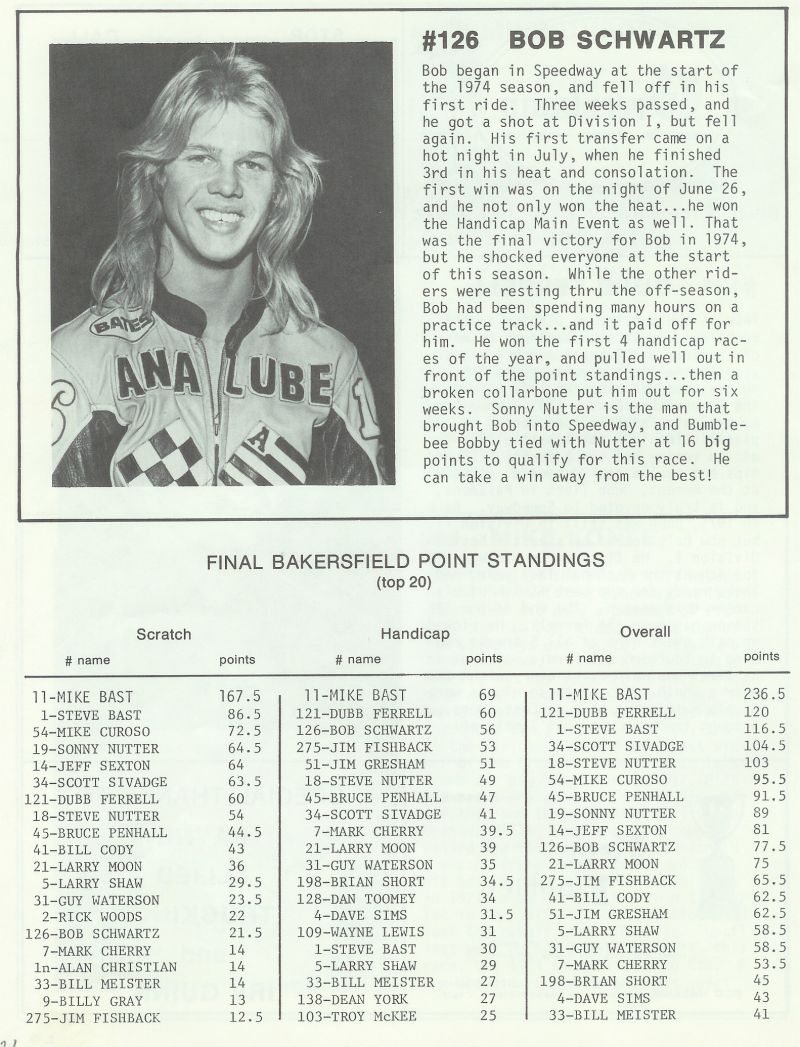 #126 BOB SCHWARTZ
Bob began in Speedway at the start of
the 1974 season, and fell off in his
first ride. Three weeks passed, and
he got a shot at Division I, but fell
again. His first transfer came on a
hot night in July, when he finished
3rd in his heat and consolation. The
first win was on the night of June 26,
and he not only won the heat...he won
the Handicap Main Event as well. That
was the final victory for Bob in 1974,
but he shocked everyone at the start
of this season. While the other rid-
ers were resting thru the off-season,
Bob had been spending many hours on a
practice track...and it paid off for
him. He won the first 4 handicap rac-
es of the year, and pulled well out in
front of the point standings...then a
broken collarbone put him out for six
weeks. Sonny Nutter is the man that
brought Bob into Speedway, and Bumble-
bee Bobby tied with Nutter at 16 big
points to qualify for this race. He
can take a win away from the best!
BATES
ANA LUBE
A
FINAL BAKERSFIELD POINT STANDINGS
(top 20)
Scratch Handicap Overall
# name points # name points # name points
11-MIKE BAST 167.5 11-MIKE BAST 69 11-MIKE BAST 236.5
1-STEVE BAST 86.5 121-DUBB FERRELL 60 121-DUBB FERRELL 120
54-MIKE CUROSO 72.5 126-BOB SCHWARTZ 56 1-STEVE BAST 116.5
19-SONNY NUTTER 64.5 275-JIM FISHBACK 53 34-SCOTT SIVADGE 104.5
14-JEFF SEXTON 64 51-JIM GRESHAM 51 18-STEVE NUTTER 103
34-SCOTT SIVADGE 63.5 18-STEVE NUTTER 49 54-MIKE CUROSO 95.5
121-DUBB FERRELL 60 45-BRUCE PENHALL 47 45-BRUCE PENHALL 91.5
18-STEVE NUTTER 54 34-SCOTT SIVADGE 41 19-SONNY NUTTER 89
45-BRUCE PENHALL 44.5 7-MARK CHERRY 39.5 14-JEFF SEXTON 81
41-BILL CODY 43 21-LARRY MOON 39 126-BOB SCHWARTZ 77.5
21-LARRY MOON 36 31-GUY WATERSON 35 21-LARRY MOON 75
5-LARRY SHAW 29.5 198-BRIAN SHORT 34.5 275-JIM FISHBACK 65.5
31-GUY WATERSON 23.5 128-DAN TOOMEY 34 41-BILL CODY 62.5
2-RICK WOODS 22 4-DAVE SIMS 31.5 51-JIM GRESHAM 62.5
126-BOB SCHWARTZ 21.5 109-WAYNE LEWIS 31 5-LARRY SHAW 58.5
7-MARK CHERRY 14 1-STEVE BAST 30 31-GUY WATERSON 58.5
1n-ALAN CHRISTIAN 14 5-LARRY SHAW 29 7-MARK CHERRY 53.5
33-BILL MEISTER 14 33-BILL MEISTER 27 198-BRIAN SHORT 45
9-BILLY GRAY 13 138-DEAN YORK 27 4-DAVE SIMS 43
275-JIM FISHBACK 12.5 103-TROY McKEE 25 33-BILL MEISTER 41